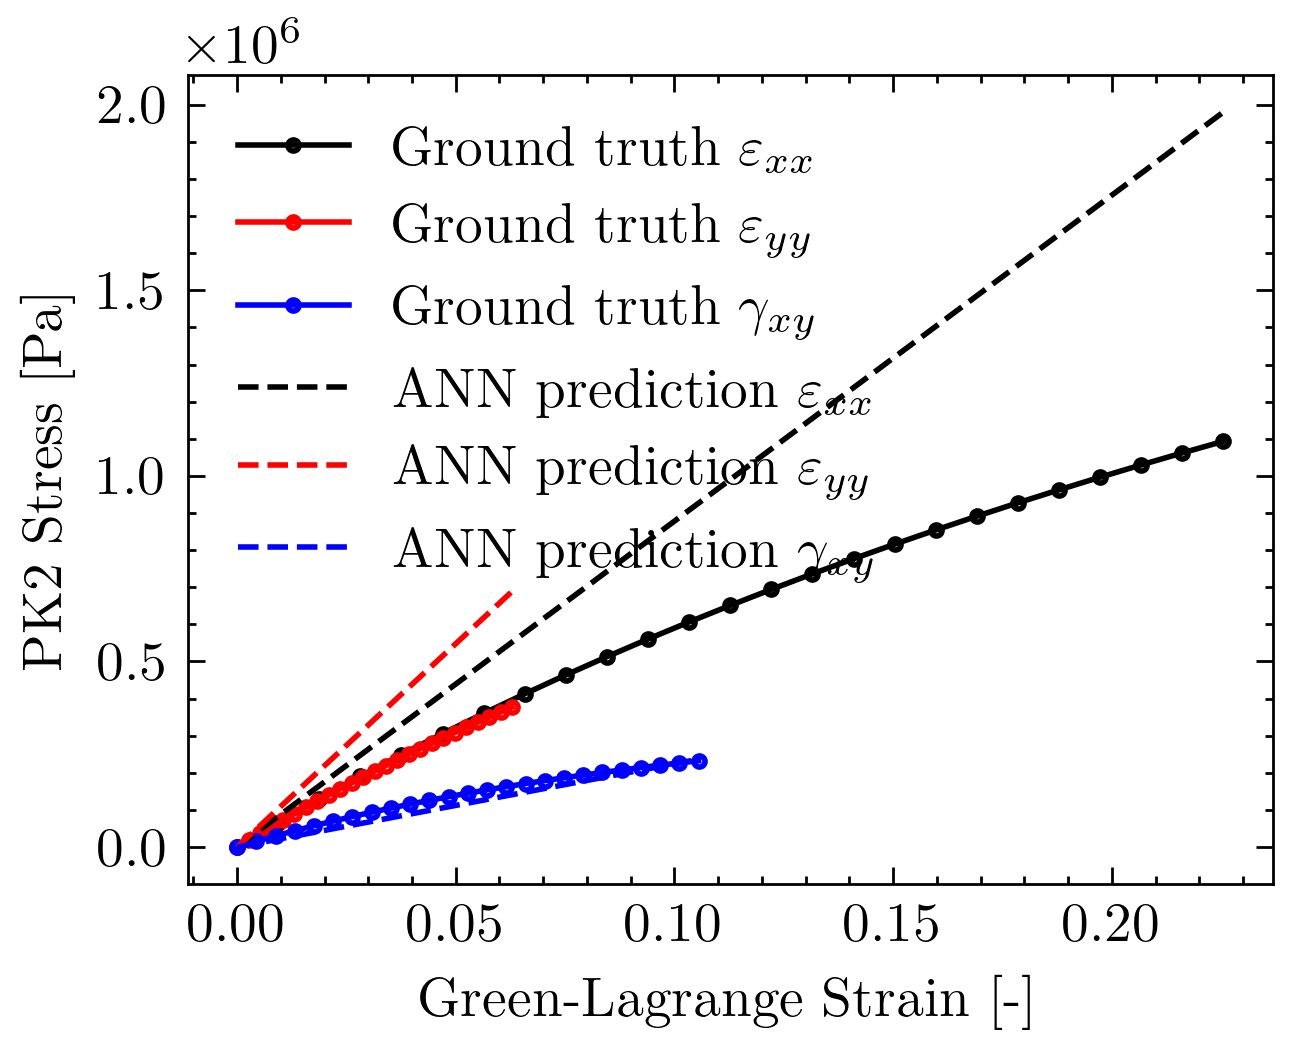 ×10⁶
2.0
1.5
1.0
0.5
0.0
PK2 Stress [Pa]
Ground truth ε_xx
Ground truth ε_yy
Ground truth γ_xy
ANN prediction ε_xx
ANN prediction ε_yy
ANN prediction γ_xy
0.00 0.05 0.10 0.15 0.20
Green-Lagrange Strain [-]